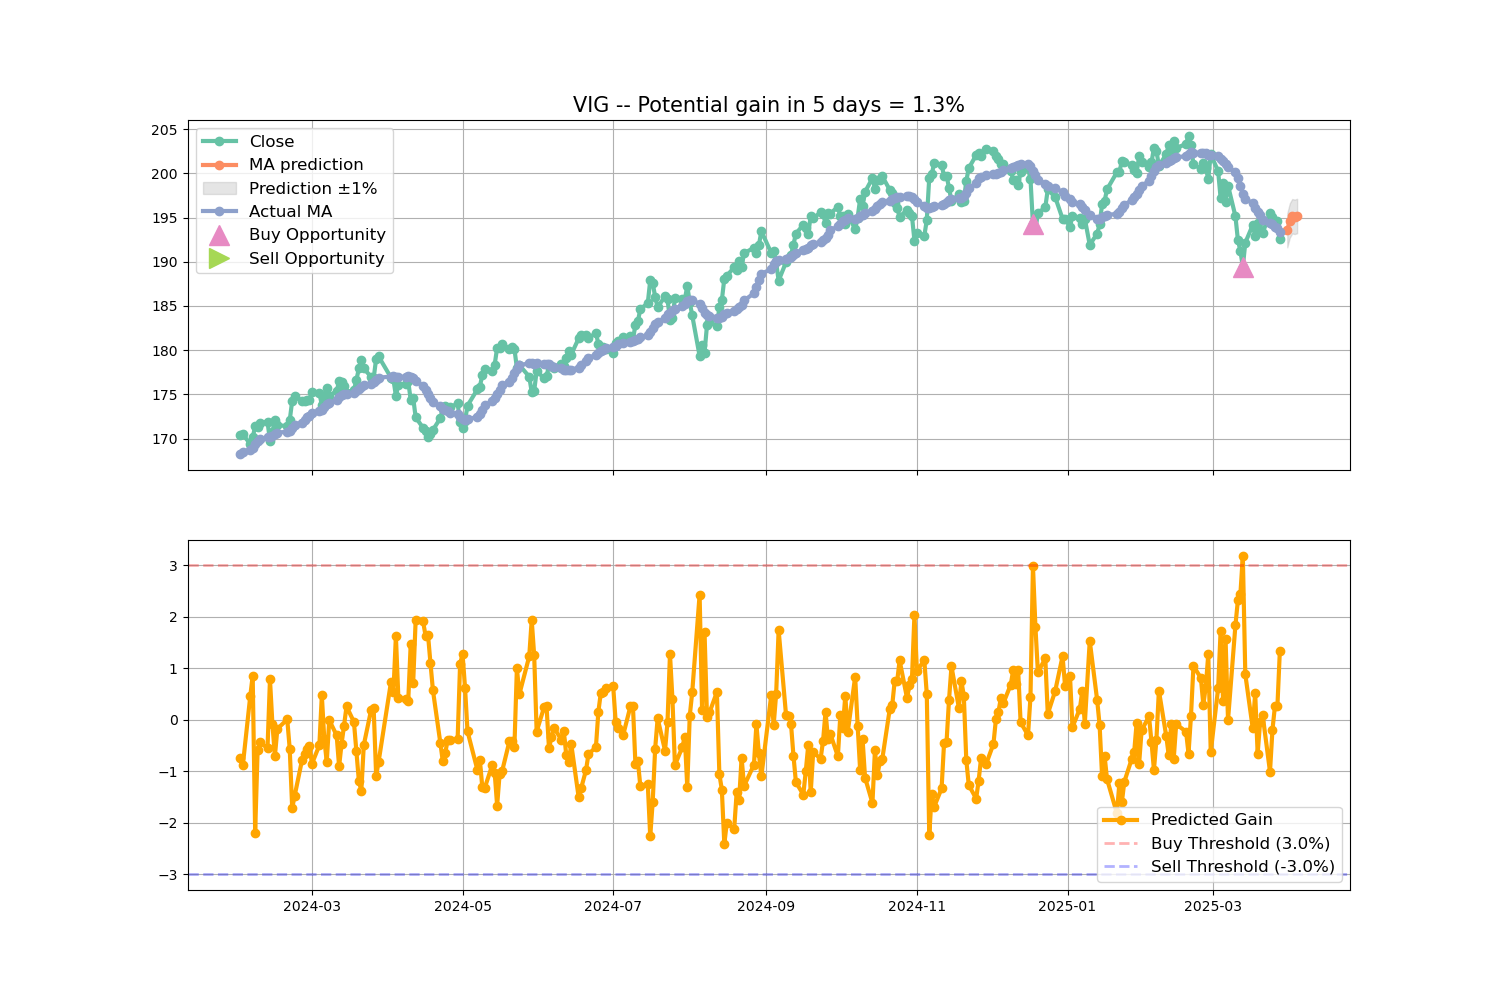 VIG -- Potential gain in 5 days = 1.3%
205
200
195
190
185
180
175
170
Close
MA prediction
Prediction ±1%
Actual MA
Buy Opportunity
Sell Opportunity
3
2
1
0
−1
−2
−3
Predicted Gain
Buy Threshold (3.0%)
Sell Threshold (-3.0%)
2024-03
2024-05
2024-07
2024-09
2024-11
2025-01
2025-03